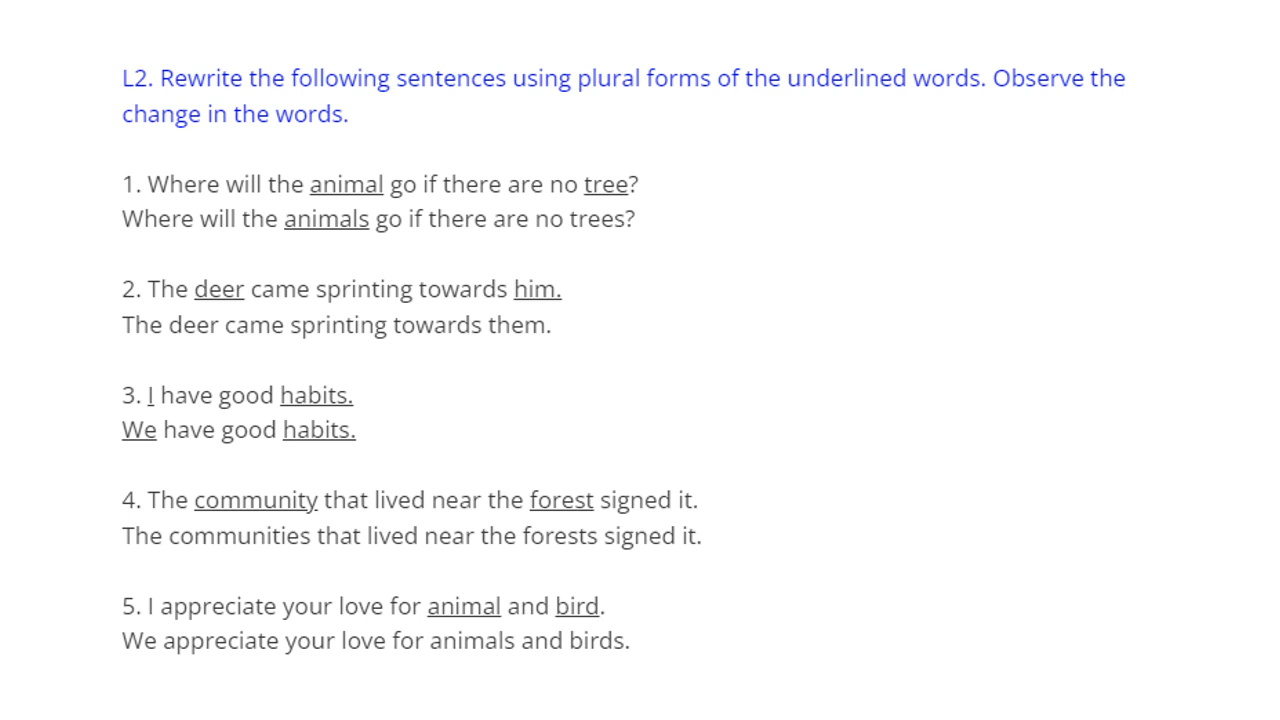 L2. Rewrite the following sentences using plural forms of the underlined words. Observe the
change in the words.
1. Where will the animal go if there are no tree?
Where will the animals go if there are no trees?
2. The deer came sprinting towards him.
The deer came sprinting towards them.
3. I have good habits.
We have good habits.
4. The community that lived near the forest signed it.
The communities that lived near the forests signed it.
5. I appreciate your love for animal and bird.
We appreciate your love for animals and birds.